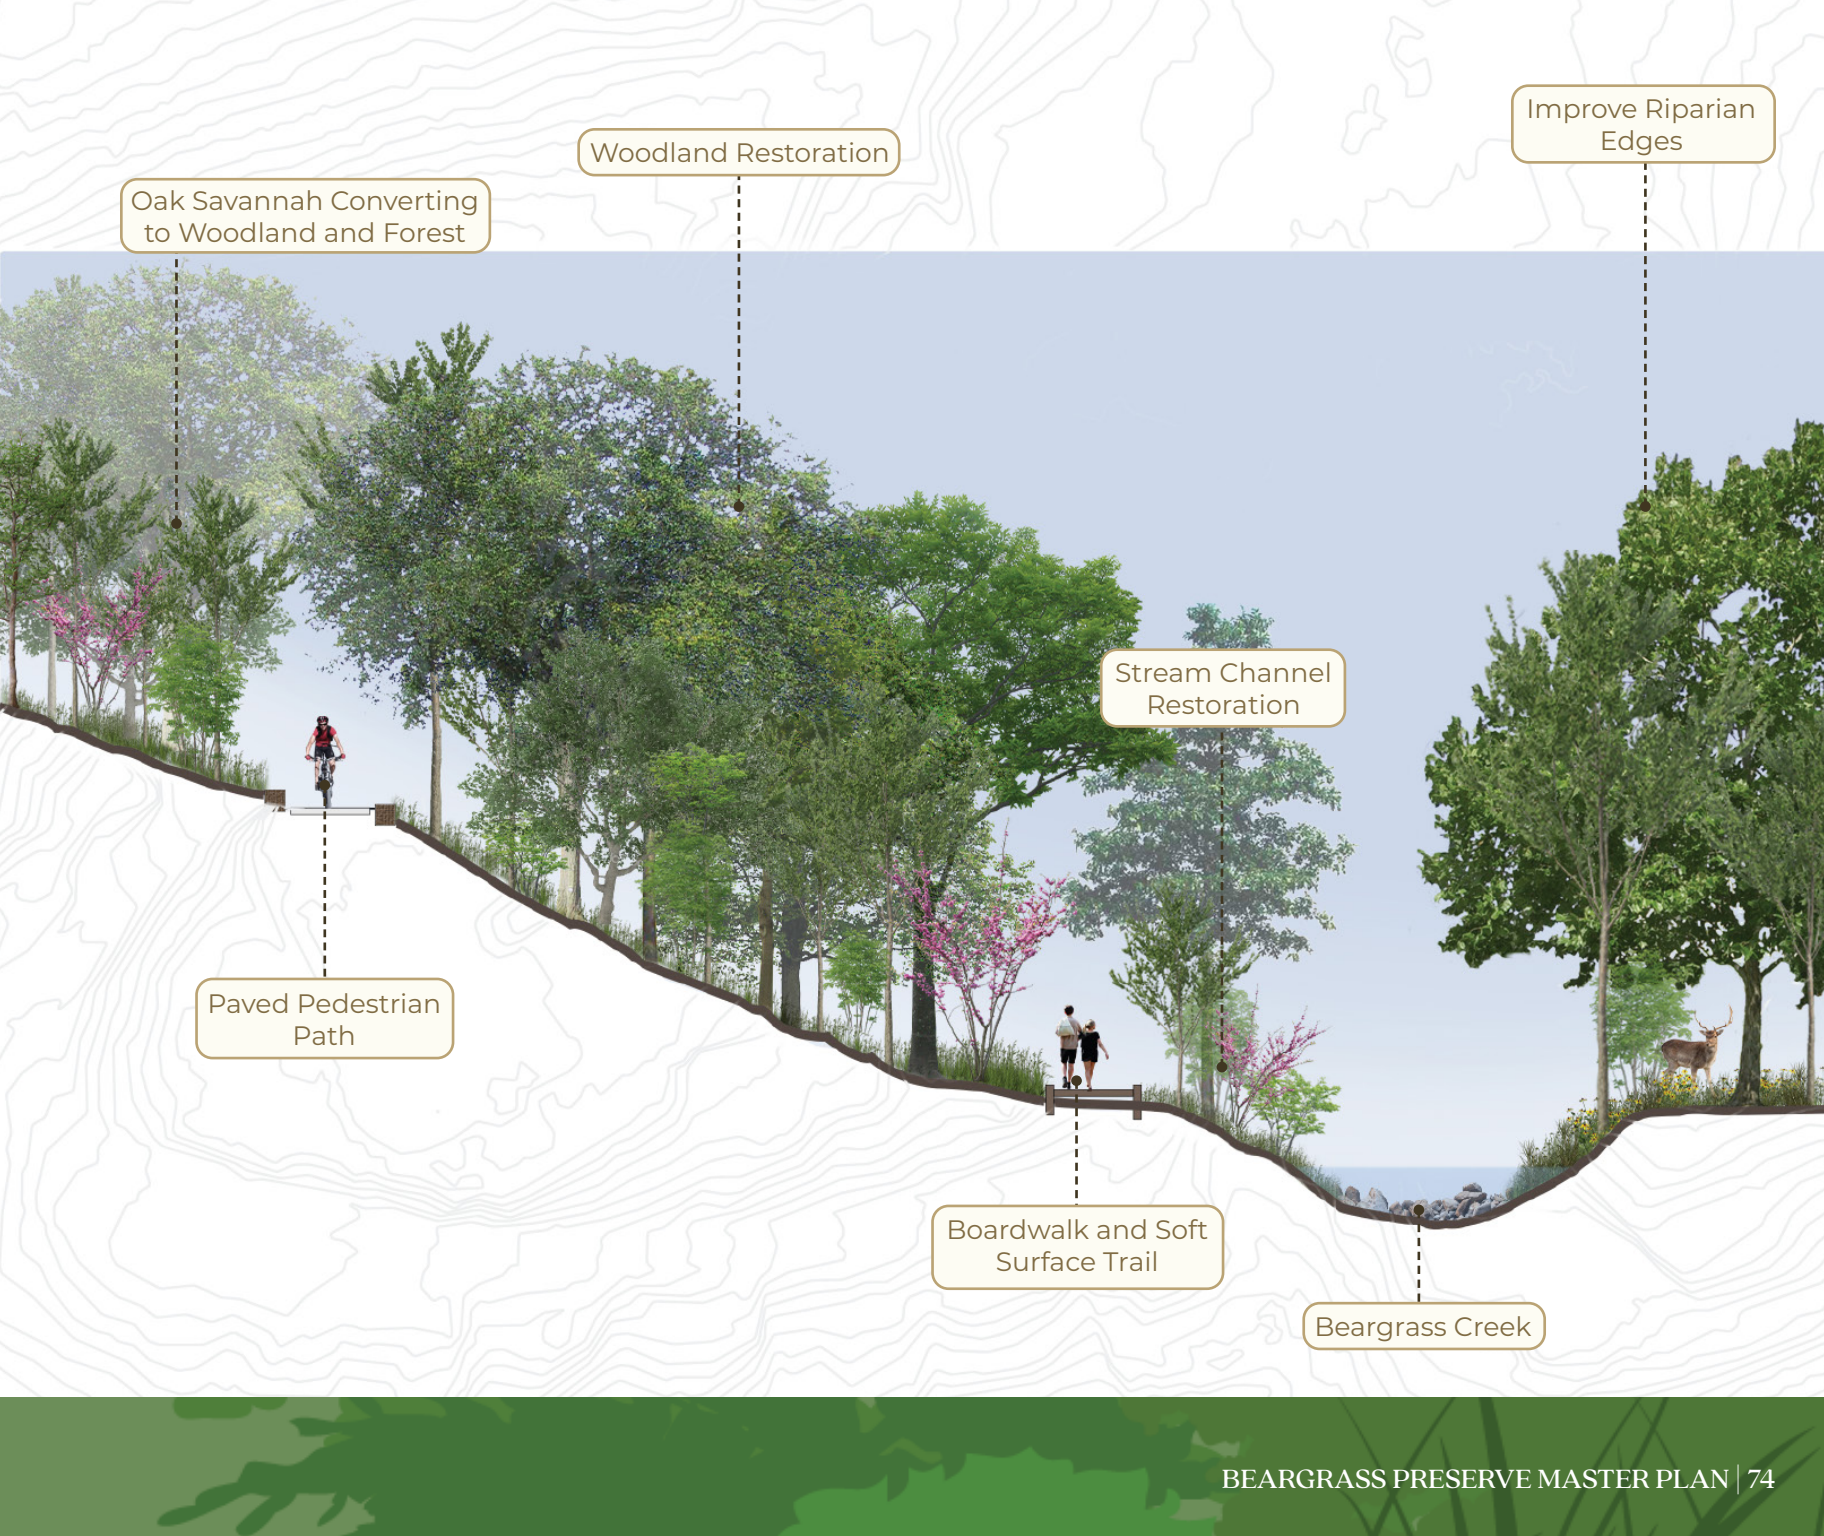 Improve Riparian
Edges
Woodland Restoration
Oak Savannah Converting
to Woodland and Forest
Stream Channel
Restoration
Paved Pedestrian
Path
Boardwalk and Soft
Surface Trail
Beargrass Creek
BEARGRASS PRESERVE MASTER PLAN | 74